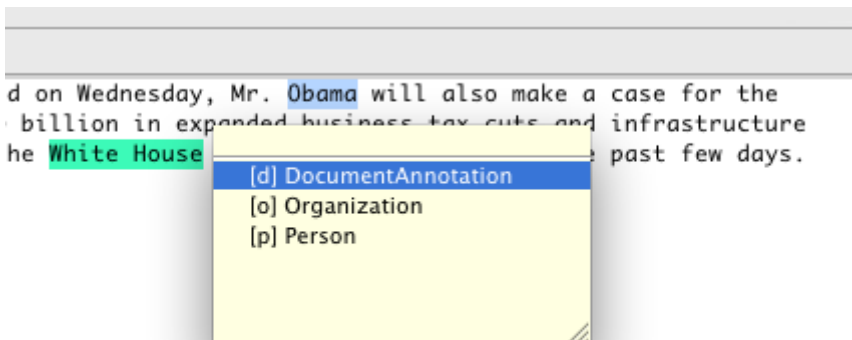 d on Wednesday, Mr. Obama will also make a case for the
billion in expanded business tax cuts and infrastructure
he White House past few days.
[d] DocumentAnnotation
[o] Organization
[p] Person